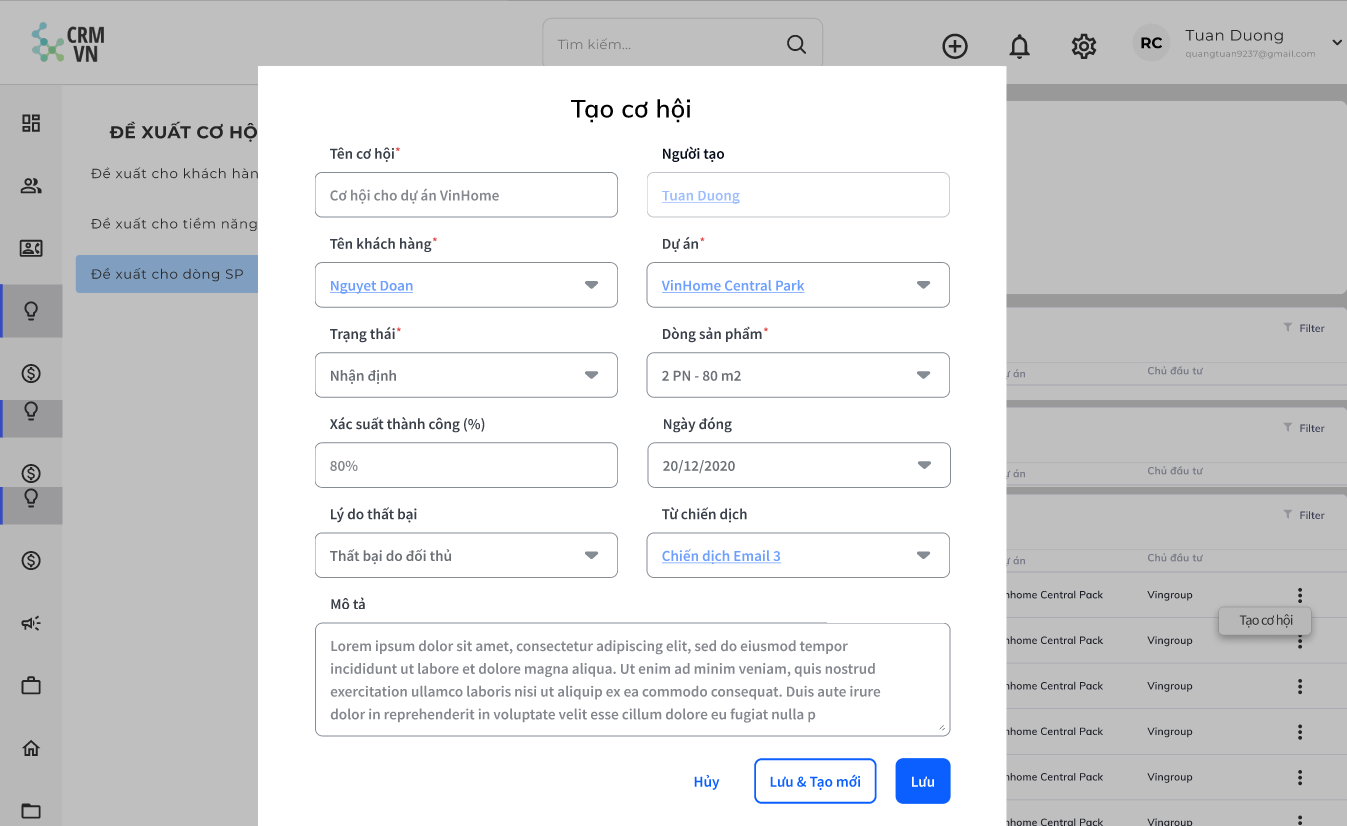 CRM
VN
Tìm kiếm...
RC
Tuan Duong
quangtuan9237@gmail.com
ĐỀ XUẤT CƠ HỘ
Đề xuất cho khách hàn
Đề xuất cho tiềm năng
Đề xuất cho dòng SP
Tạo cơ hội
Tên cơ hội*
Người tạo
Cơ hội cho dự án VinHome
Tuan Duong
Tên khách hàng*
Dự án*
Nguyet Doan
VinHome Central Park
Trạng thái*
Dòng sản phẩm*
Nhận định
2 PN - 80 m2
Xác suất thành công (%)
Ngày đóng
80%
20/12/2020
Lý do thất bại
Từ chiến dịch
Thất bại do đối thủ
Chiến dịch Email 3
Mô tả
Lorem ipsum dolor sit amet, consectetur adipiscing elit, sed do eiusmod tempor
incididunt ut labore et dolore magna aliqua. Ut enim ad minim veniam, quis nostrud
exercitation ullamco laboris nisi ut aliquip ex ea commodo consequat. Duis aute irure
dolor in reprehenderit in voluptate velit esse cillum dolore eu fugiat nulla p
Hủy
Lưu & Tạo mới
Lưu
Filter
ự án Chủ đầu tư
Filter
ự án Chủ đầu tư
Filter
ự án Chủ đầu tư
nhome Central Pack Vingroup
Tạo cơ hội
nhome Central Pack Vingroup
nhome Central Pack Vingroup
nhome Central Pack Vingroup
nhome Central Pack Vingroup
nhome Central Pack Vingroup